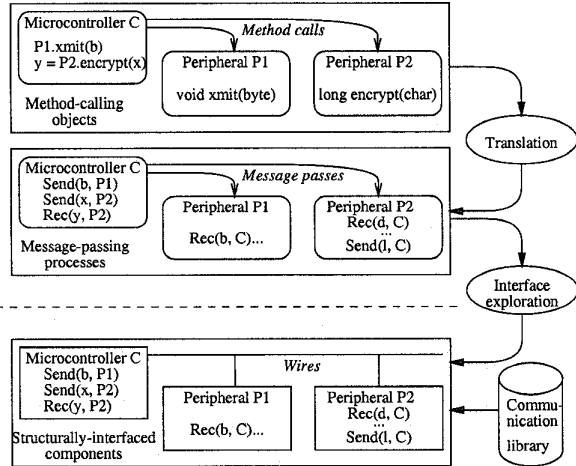 Microcontroller C
P1.xmit(b)
y = P2.encrypt(x)
Method-calling
objects
Method calls
Peripheral P1
void xmit(byte)
Peripheral P2
long encrypt(char)
Translation
Microcontroller C
Send(b, P1)
Send(x, P2)
Rec(y, P2)
Message-passing
processes
Message passes
Peripheral P1
Rec(b, C)...
Peripheral P2
Rec(d, C)
...
Send(l, C)
Interface
exploration
Microcontroller C
Send(b, P1)
Send(x, P2)
Rec(y, P2)
Structurally-interfaced
components
Wires
Peripheral P1
Rec(b, C)...
Peripheral P2
Rec(d, C)
...
Send(l, C)
Commu-
nication
library